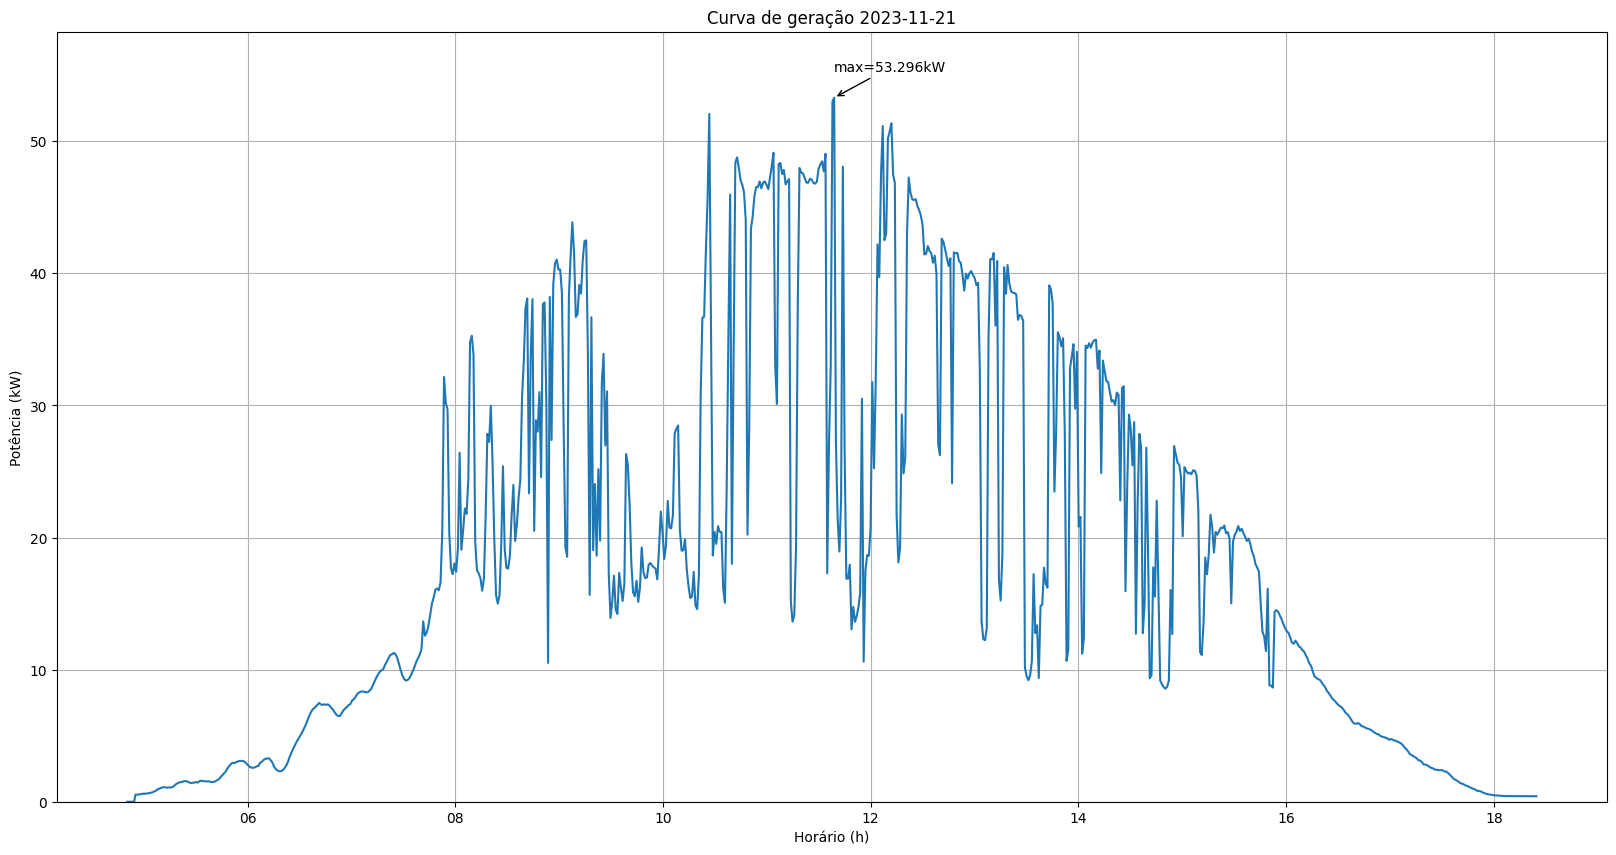 Curva de geração 2023-11-21
max=53.296kW
50
40
30
20
10
0
Potência (kW)
06 08 10 12 14 16 18
Horário (h)